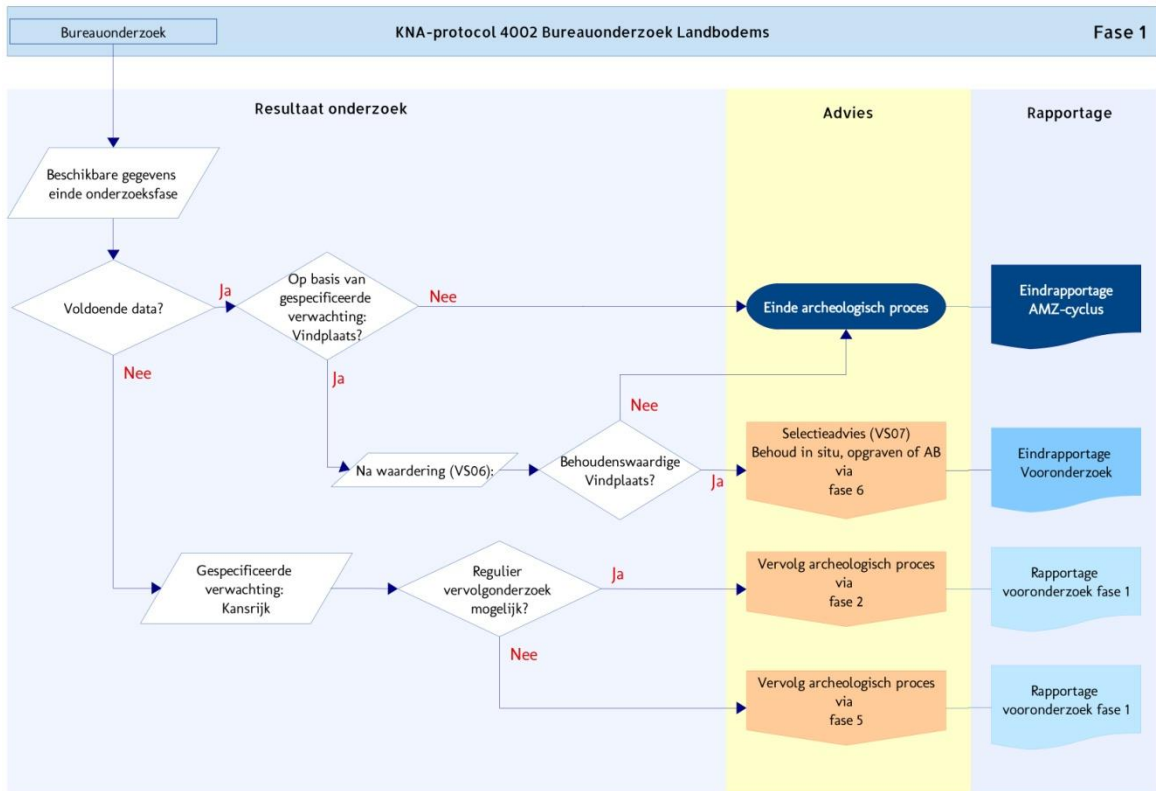 Bureauonderzoek
KNA-protocol 4002 Bureauonderzoek Landbodems
Fase 1
Resultaat onderzoek
Advies
Rapportage
Beschikbare gegevens
einde onderzoeksfase
Voldoende data?
Ja
Op basis van
gespecificeerde
verwachting:
Vindplaats?
Nee
Einde archeologisch proces
Eindrapportage
AMZ-cyclus
Nee
Ja
Nee
Na waardering (VS06):
Behoudenswaardige
Vindplaats?
Ja
Selectieadvies (VS07)
Behoud in situ, opgraven of AB
via
fase 6
Eindrapportage
Vooronderzoek
Gespecificeerde
verwachting:
Kansrijk
Regulier
vervolgonderzoek
mogelijk?
Ja
Vervolg archeologisch proces
via
fase 2
Rapportage
vooronderzoek fase 1
Nee
Vervolg archeologisch proces
via
fase 5
Rapportage
vooronderzoek fase 1